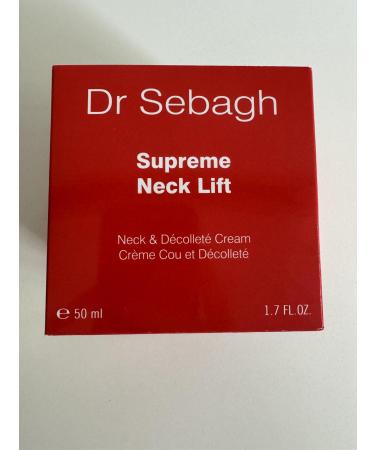 Dr Sebagh
Supreme
Neck Lift
Neck & Décolleté Cream
Crème Cou et Décolleté
℮ 50 ml 1.7 FL.OZ.